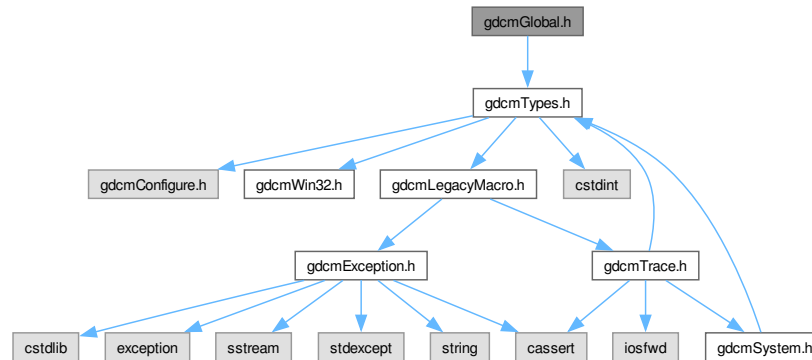 gdcmGlobal.h
gdcmTypes.h
gdcmConfigure.h
gdcmWin32.h
gdcmLegacyMacro.h
cstdint
gdcmException.h
gdcmTrace.h
cstdlib
exception
sstream
stdexcept
string
cassert
iosfwd
gdcmSystem.h